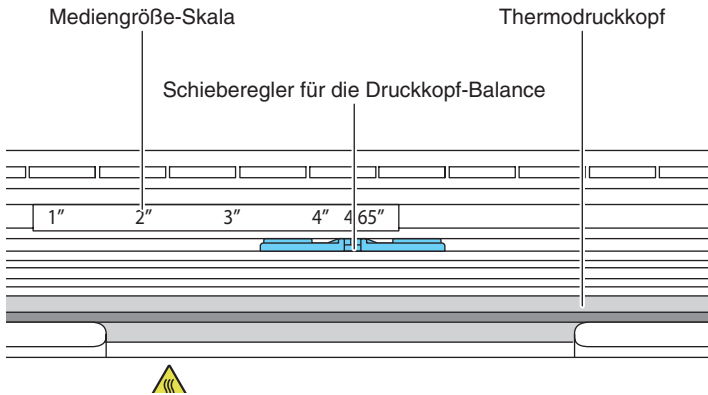 Mediengröße-Skala
Thermodruckkopf
Schieberegler für die Druckkopf-Balance
1” 2” 3” 4” 4.65”